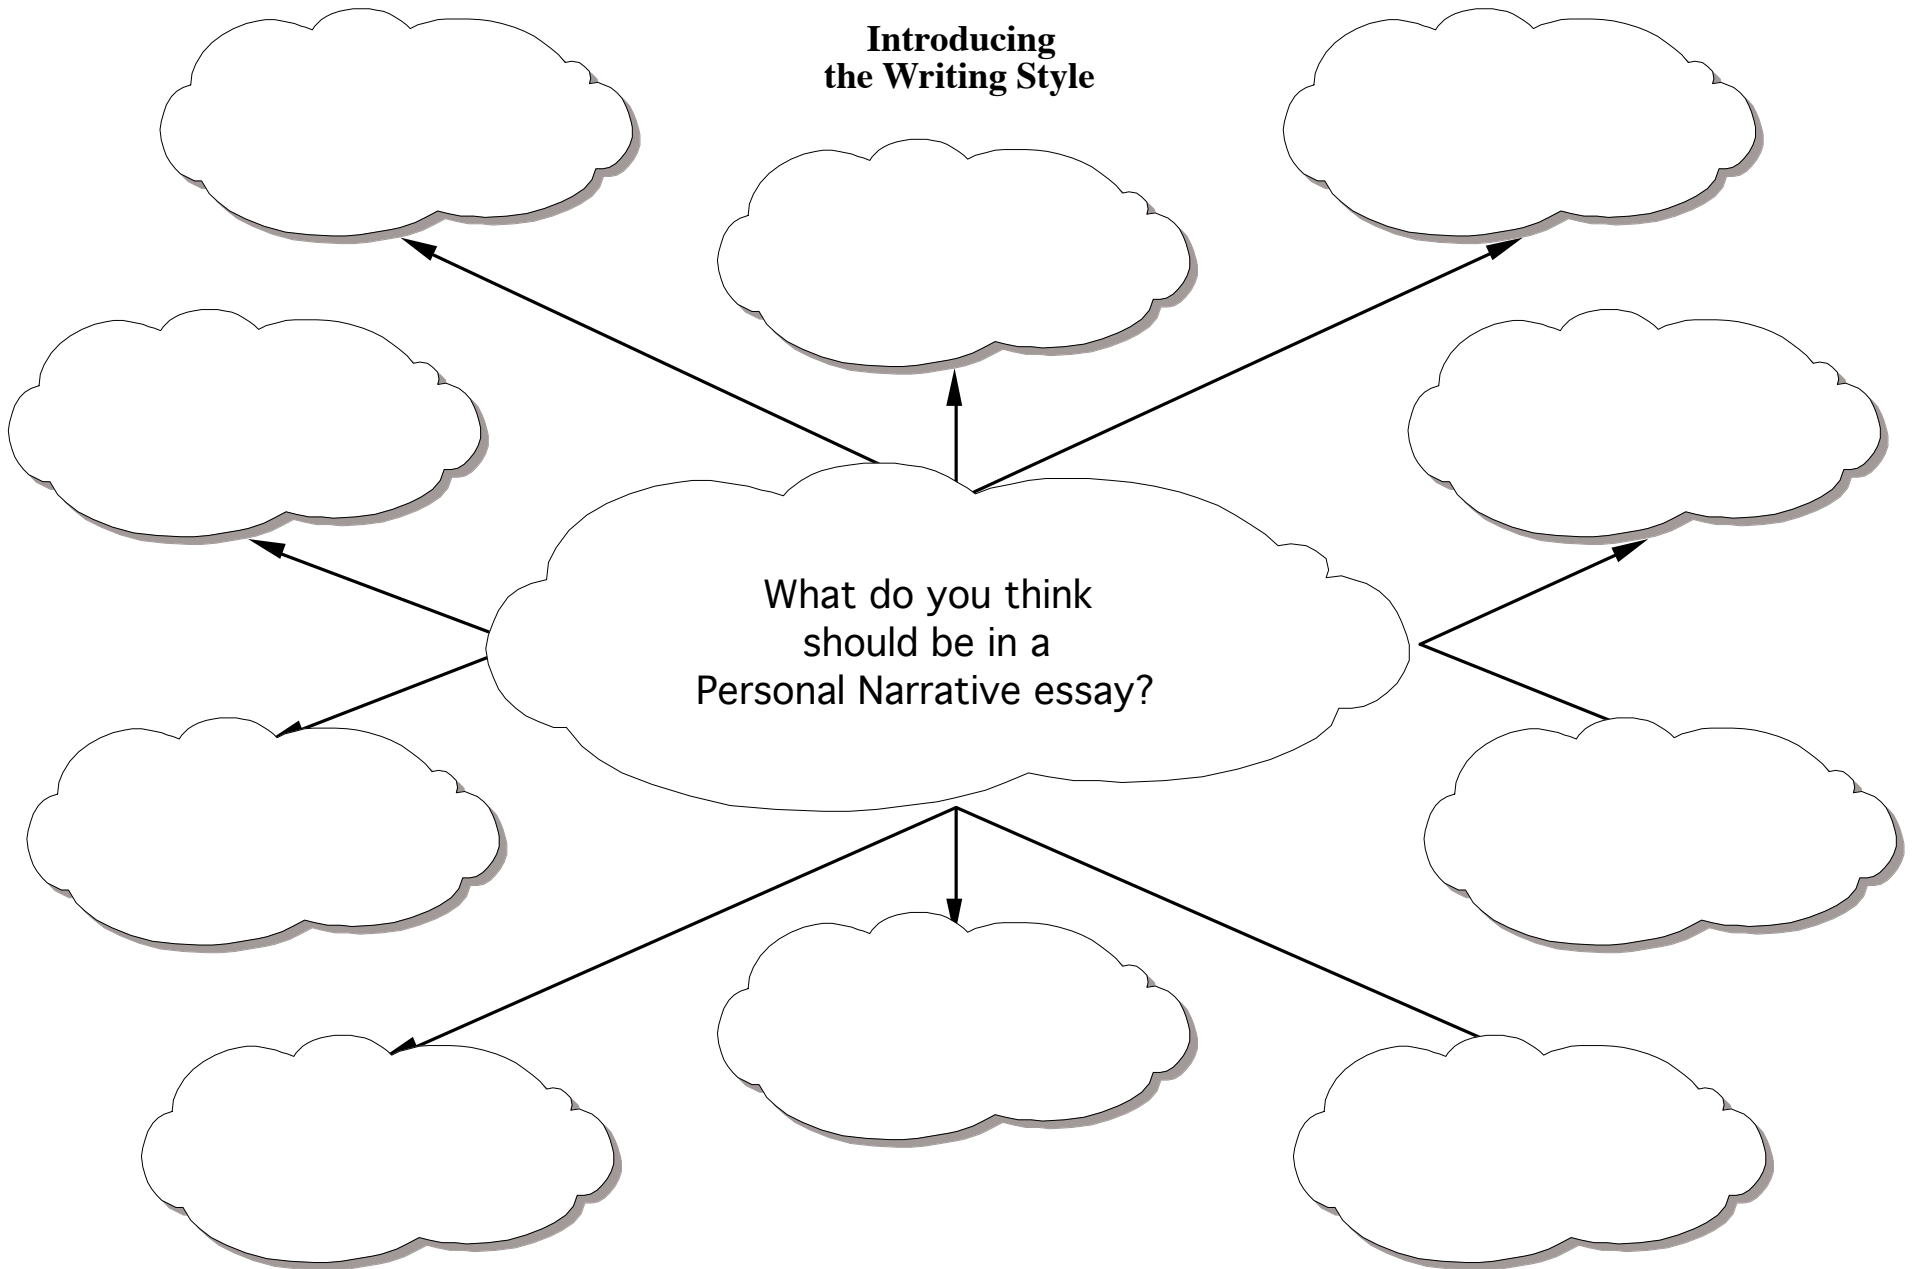 Introducing
the Writing Style
What do you think
should be in a
Personal Narrative essay?